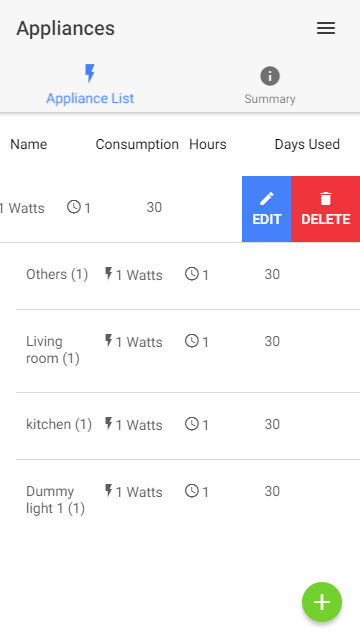 Appliances
Appliance List
Summary
Name Consumption Hours Days Used
1 Watts 1 30 EDIT DELETE
Others (1) 1 Watts 1 30
Living 1 Watts 1 30
room (1)
kitchen (1) 1 Watts 1 30
Dummy 1 Watts 1 30
light 1 (1)